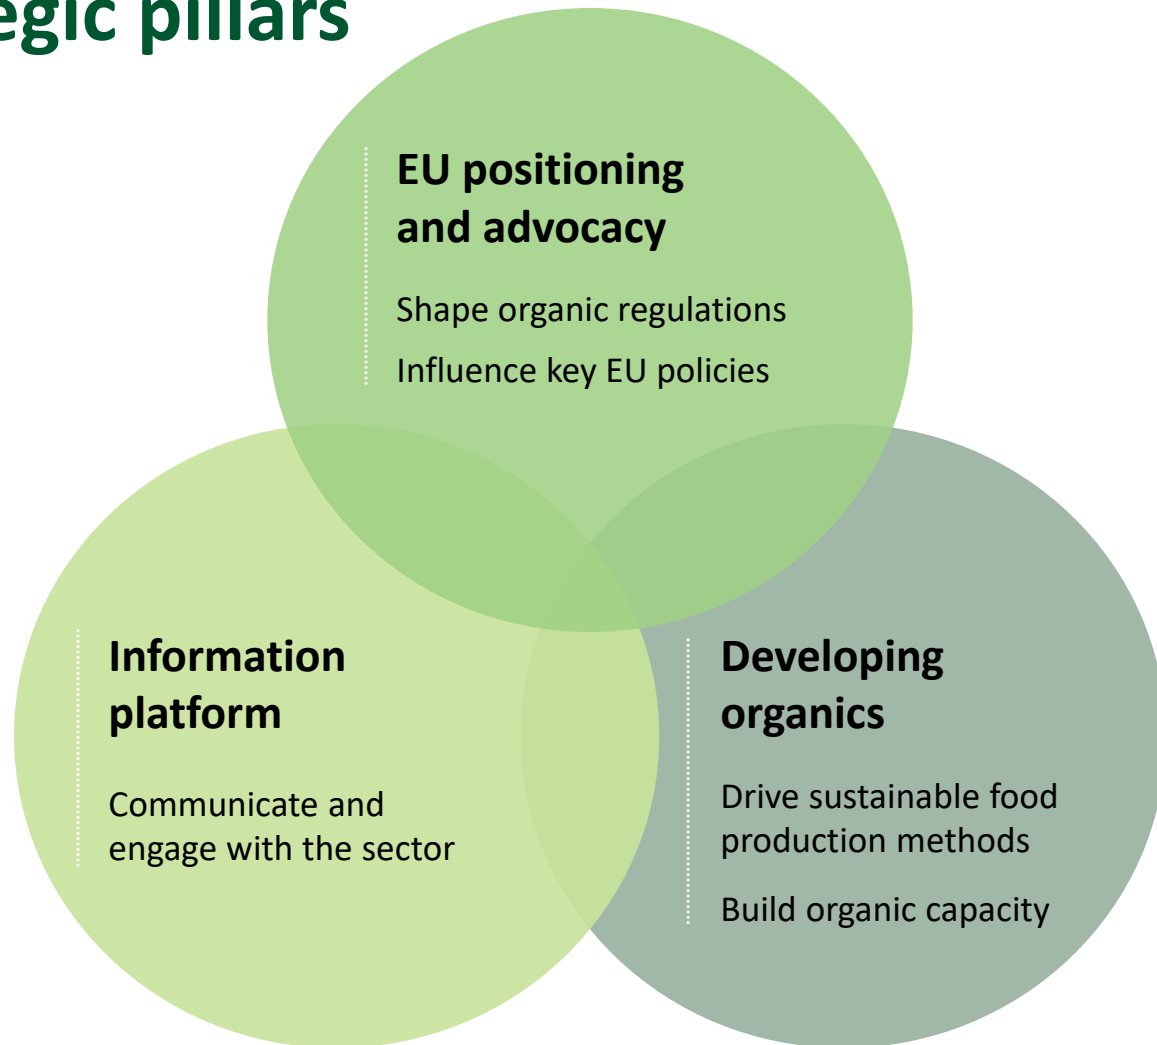 egic pillars
EU positioning
and advocacy
Shape organic regulations
Influence key EU policies
Information
platform
Communicate and
engage with the sector
Developing
organics
Drive sustainable food
production methods
Build organic capacity